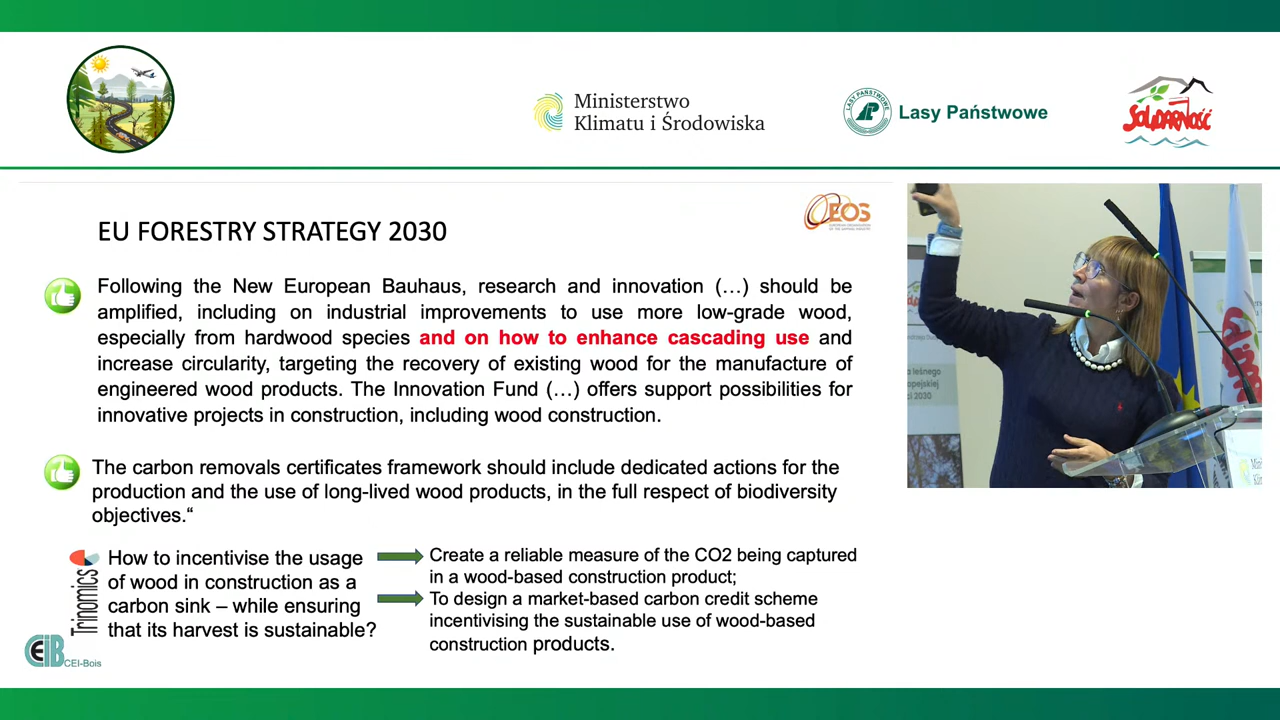 Ministerstwo
Klimatu i Środowiska
LASY PAŃSTWOWE
Lasy Państwowe
SOLIDARNOŚĆ
EOS
EU FORESTRY STRATEGY 2030
Following the New European Bauhaus, research and innovation (…) should be
amplified, including on industrial improvements to use more low-grade wood,
especially from hardwood species and on how to enhance cascading use and
increase circularity, targeting the recovery of existing wood for the manufacture of
engineered wood products. The Innovation Fund (…) offers support possibilities for
innovative projects in construction, including wood construction.
The carbon removals certificates framework should include dedicated actions for the
production and the use of long-lived wood products, in the full respect of biodiversity
objectives.“
Trinomics
How to incentivise the usage
of wood in construction as a
carbon sink – while ensuring
that its harvest is sustainable?
Create a reliable measure of the CO2 being captured
in a wood-based construction product;
To design a market-based carbon credit scheme
incentivising the sustainable use of wood-based
construction products.
CEI-Bois
leśnego
opejskiej
2030